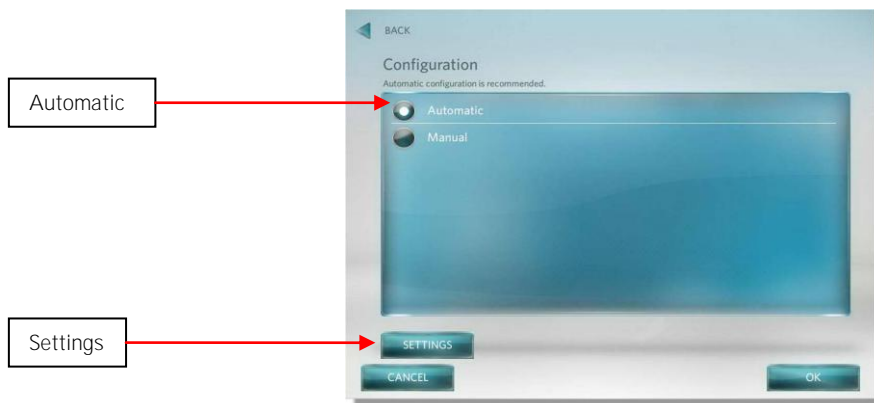 BACK
Configuration
Automatic configuration is recommended.
Automatic
Automatic
Manual
Settings
SETTINGS
CANCEL
OK